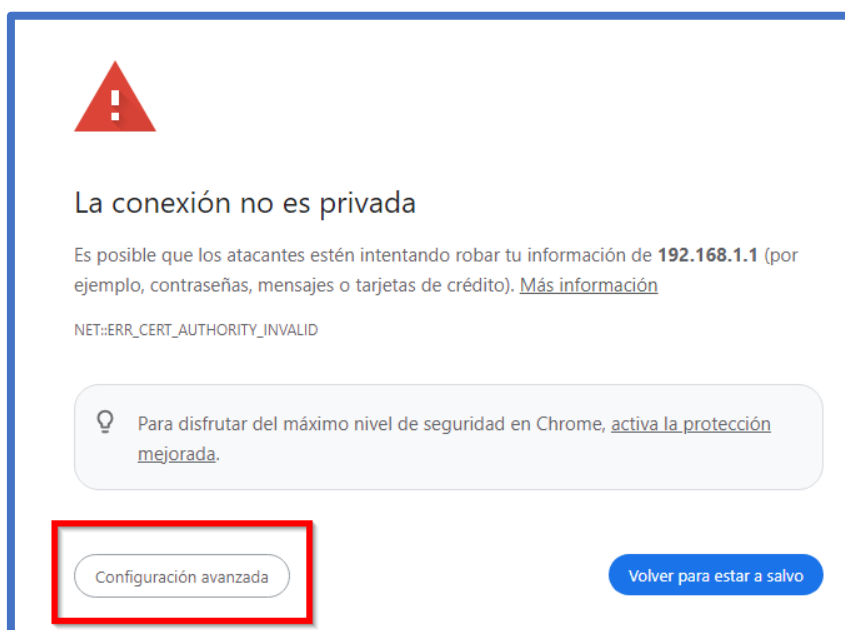 La conexión no es privada
Es posible que los atacantes estén intentando robar tu información de 192.168.1.1 (por
ejemplo, contraseñas, mensajes o tarjetas de crédito). Más información
NET::ERR_CERT_AUTHORITY_INVALID
Para disfrutar del máximo nivel de seguridad en Chrome, activa la protección
mejorada.
Configuración avanzada
Volver para estar a salvo